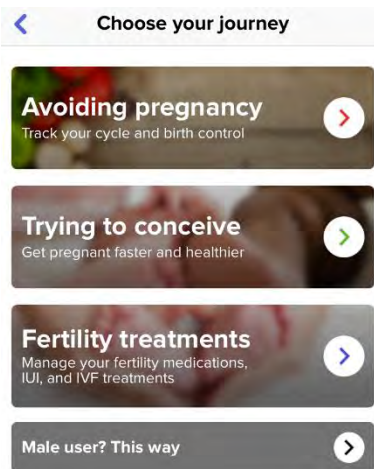 Choose your journey
Avoiding pregnancy
Track your cycle and birth control
Trying to conceive
Get pregnant faster and healthier
Fertility treatments
Manage your fertility medications,
IUI, and IVF treatments
Male user? This way